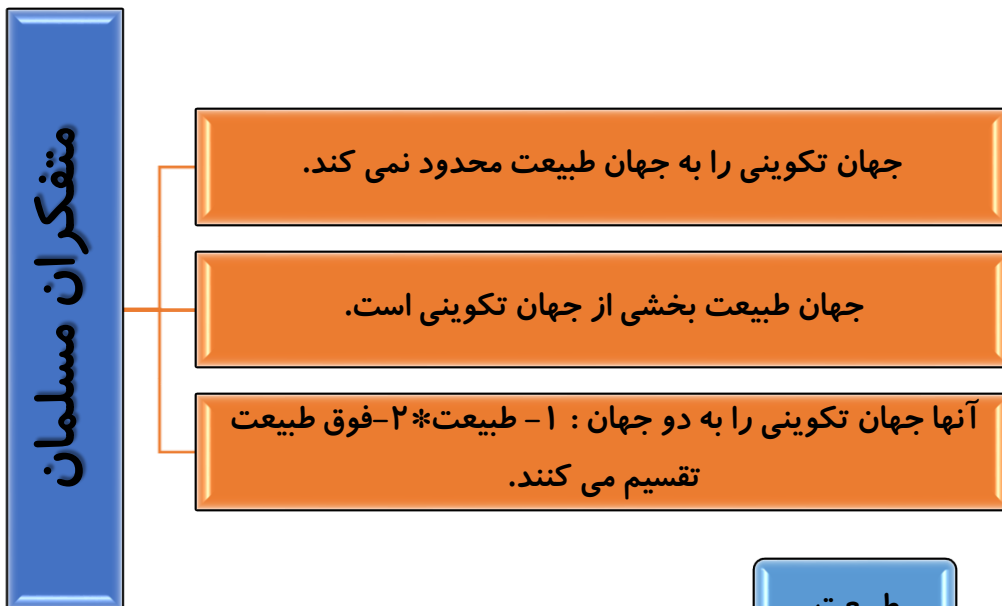 متفکران مسلمان
جهان تکوینی را به جهان طبیعت محدود نمی کند.
جهان طبیعت بخشی از جهان تکوینی است.
آنها جهان تکوینی را به دو جهان : ۱- طبیعت*۲-فوق طبیعت
تقسیم می کنند.